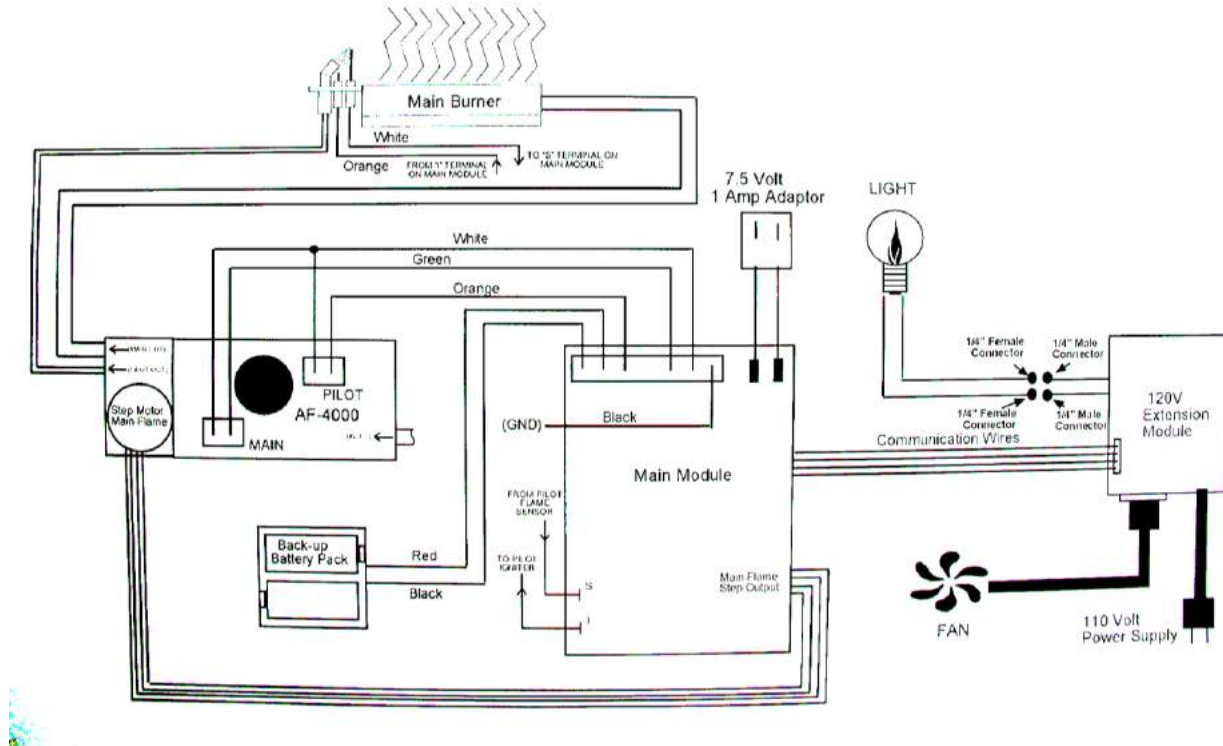 Main Burner
White
Orange
FROM "I" TERMINAL
ON MAIN MODULE
TO "S" TERMINAL ON
MAIN MODULE
7.5 Volt
1 Amp Adaptor
LIGHT
White
Green
Orange
PILOT
AF-4000
Step Motor
Main Flame
MAIN
1/4" Female
Connector
1/4" Male
Connector
1/4" Female
Connector
1/4" Male
Connector
120V
Extension
Module
(GND)
Black
Communication Wires
Main Module
FROM PILOT
FLAME
SENSOR
TO PILOT
IGNITER
S
I
Main Flame
Step Output
Back-up
Battery Pack
Red
Black
FAN
110 Volt
Power Supply